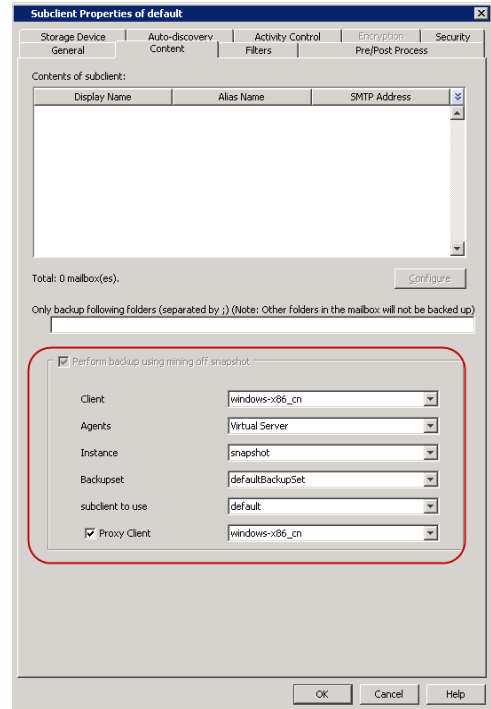 Subclient Properties of default
Storage Device Auto-discovery Activity Control Encryption Security
General Content Filters Pre/Post Process
Contents of subclient:
Display Name Alias Name SMTP Address
Total: 0 mailbox(es).
Configure
Only backup following folders (separated by ;) (Note: Other folders in the mailbox will not be backed up)
Perform backup using mining off snapshot
Client windows-x86_cn
Agents Virtual Server
Instance snapshot
Backupset defaultBackupSet
subclient to use default
Proxy Client windows-x86_cn
OK Cancel Help